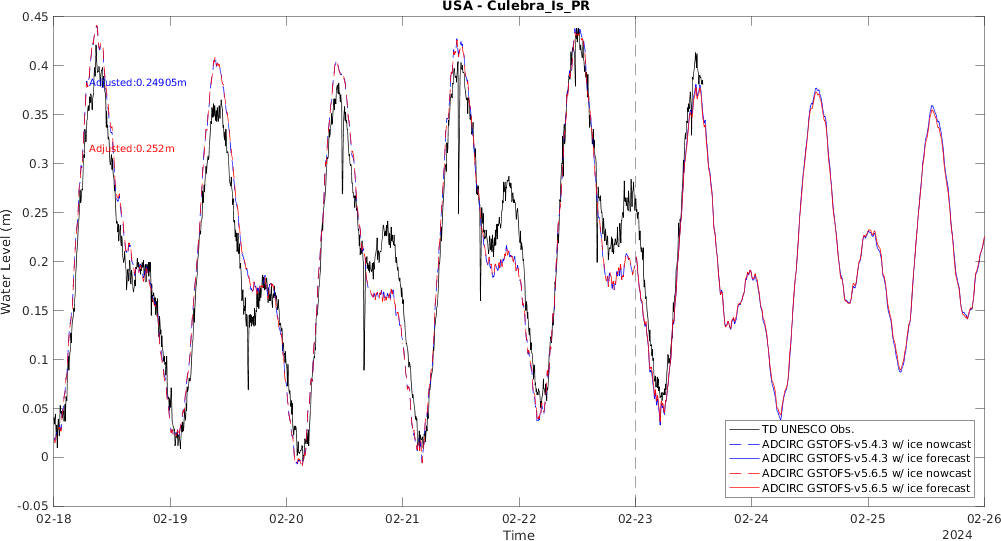 USA - Culebra_Is_PR
0.45
0.4
0.35
0.3
0.25
0.2
0.15
0.1
0.05
0
-0.05
Water Level (m)
Adjusted:0.24905m
Adjusted:0.252m
TD UNESCO Obs.
ADCIRC GSTOFS-v5.4.3 w/ ice nowcast
ADCIRC GSTOFS-v5.4.3 w/ ice forecast
ADCIRC GSTOFS-v5.6.5 w/ ice nowcast
ADCIRC GSTOFS-v5.6.5 w/ ice forecast
02-18 02-19 02-20 02-21 02-22 02-23 02-24 02-25 02-26
Time
2024